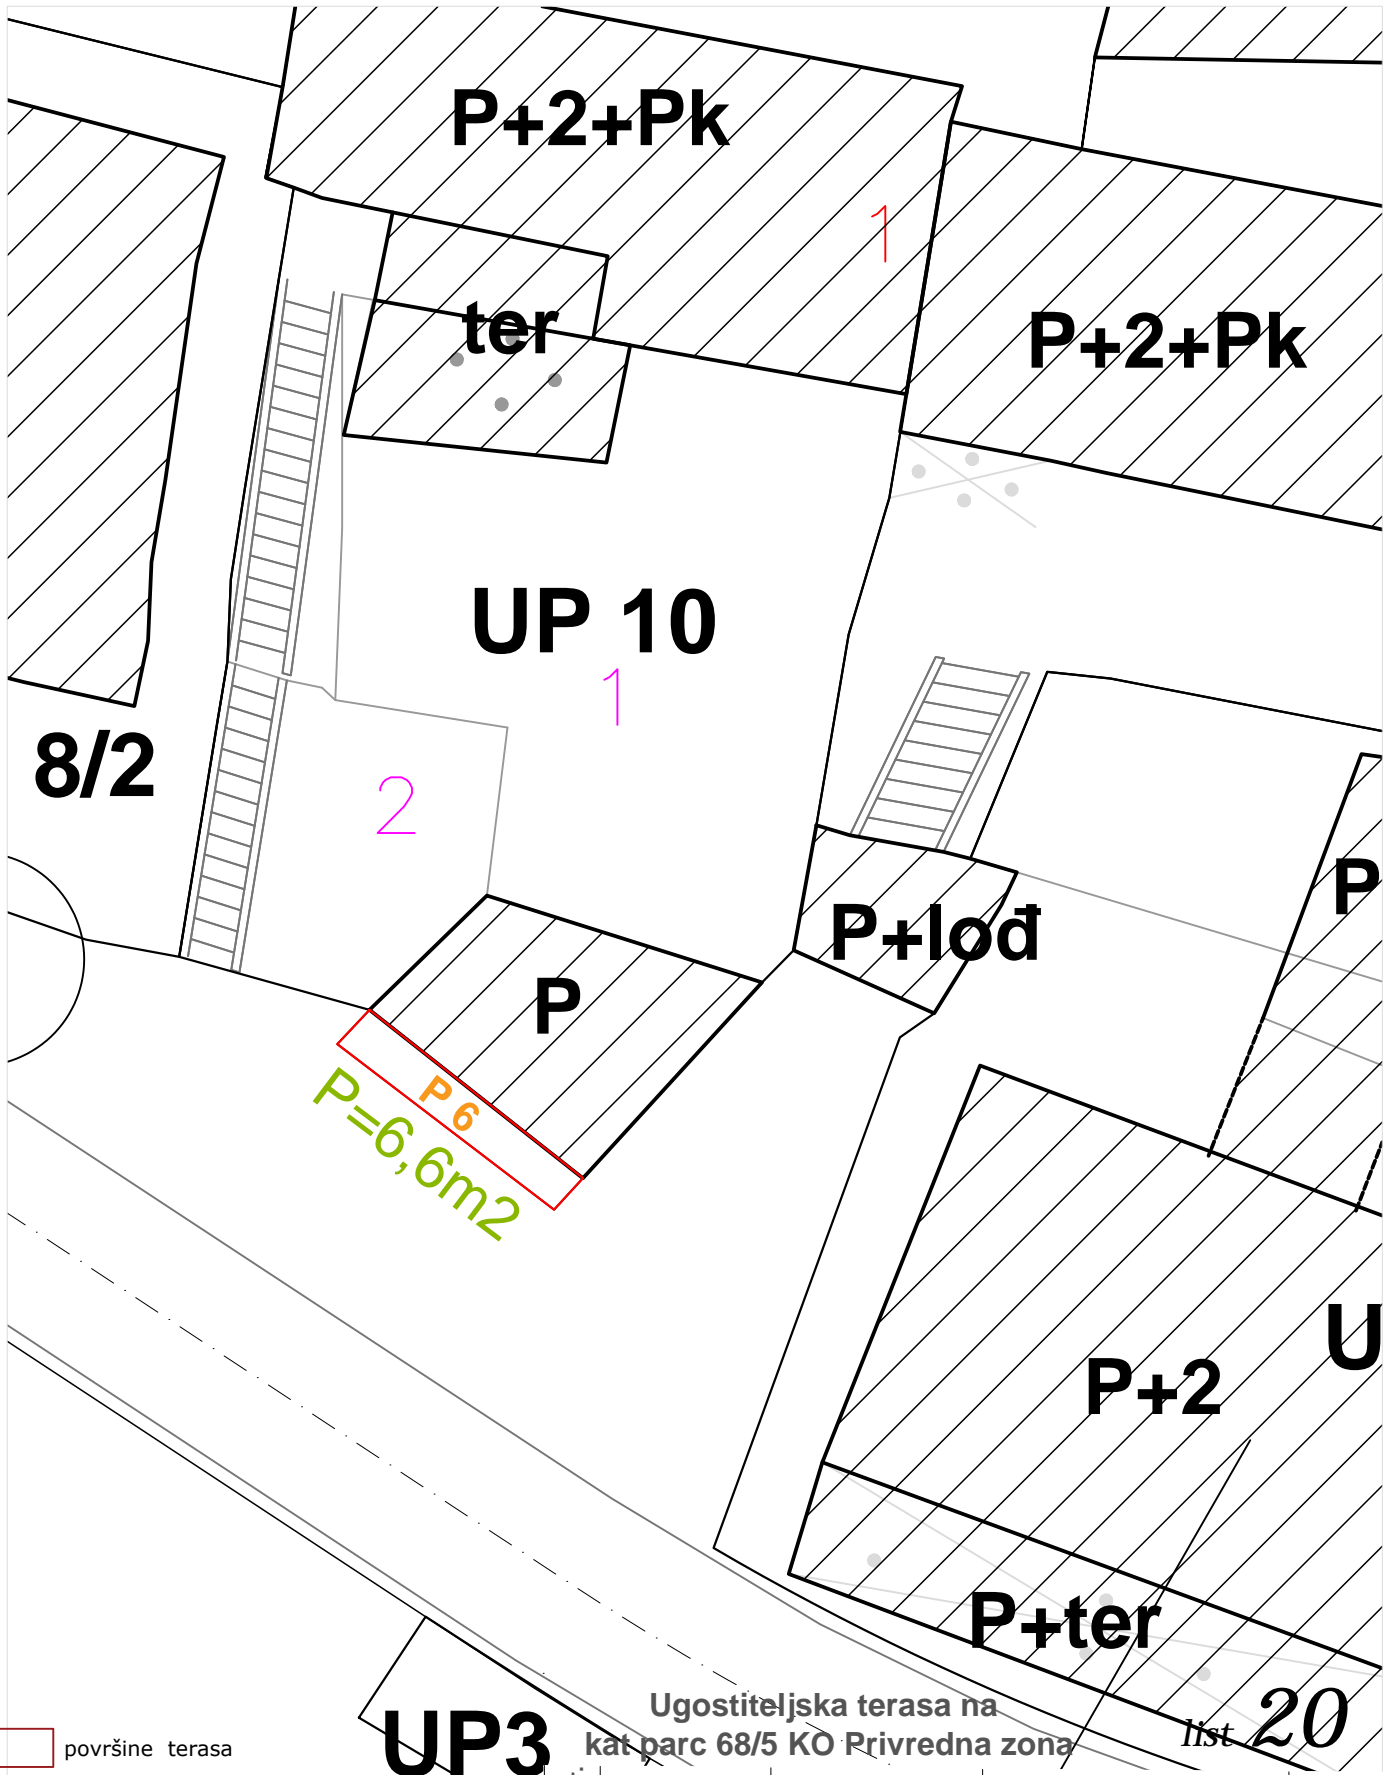 P+2+Pk
1
ter
P+2+Pk
UP 10
1
8/2
2
P
P+lođ
P
P 6
P=6,6m2
U
P+2
P+ter
Ugostiteljska terasa na
kat parc 68/5 KO Privredna zona
list 20
UP3
površine terasa